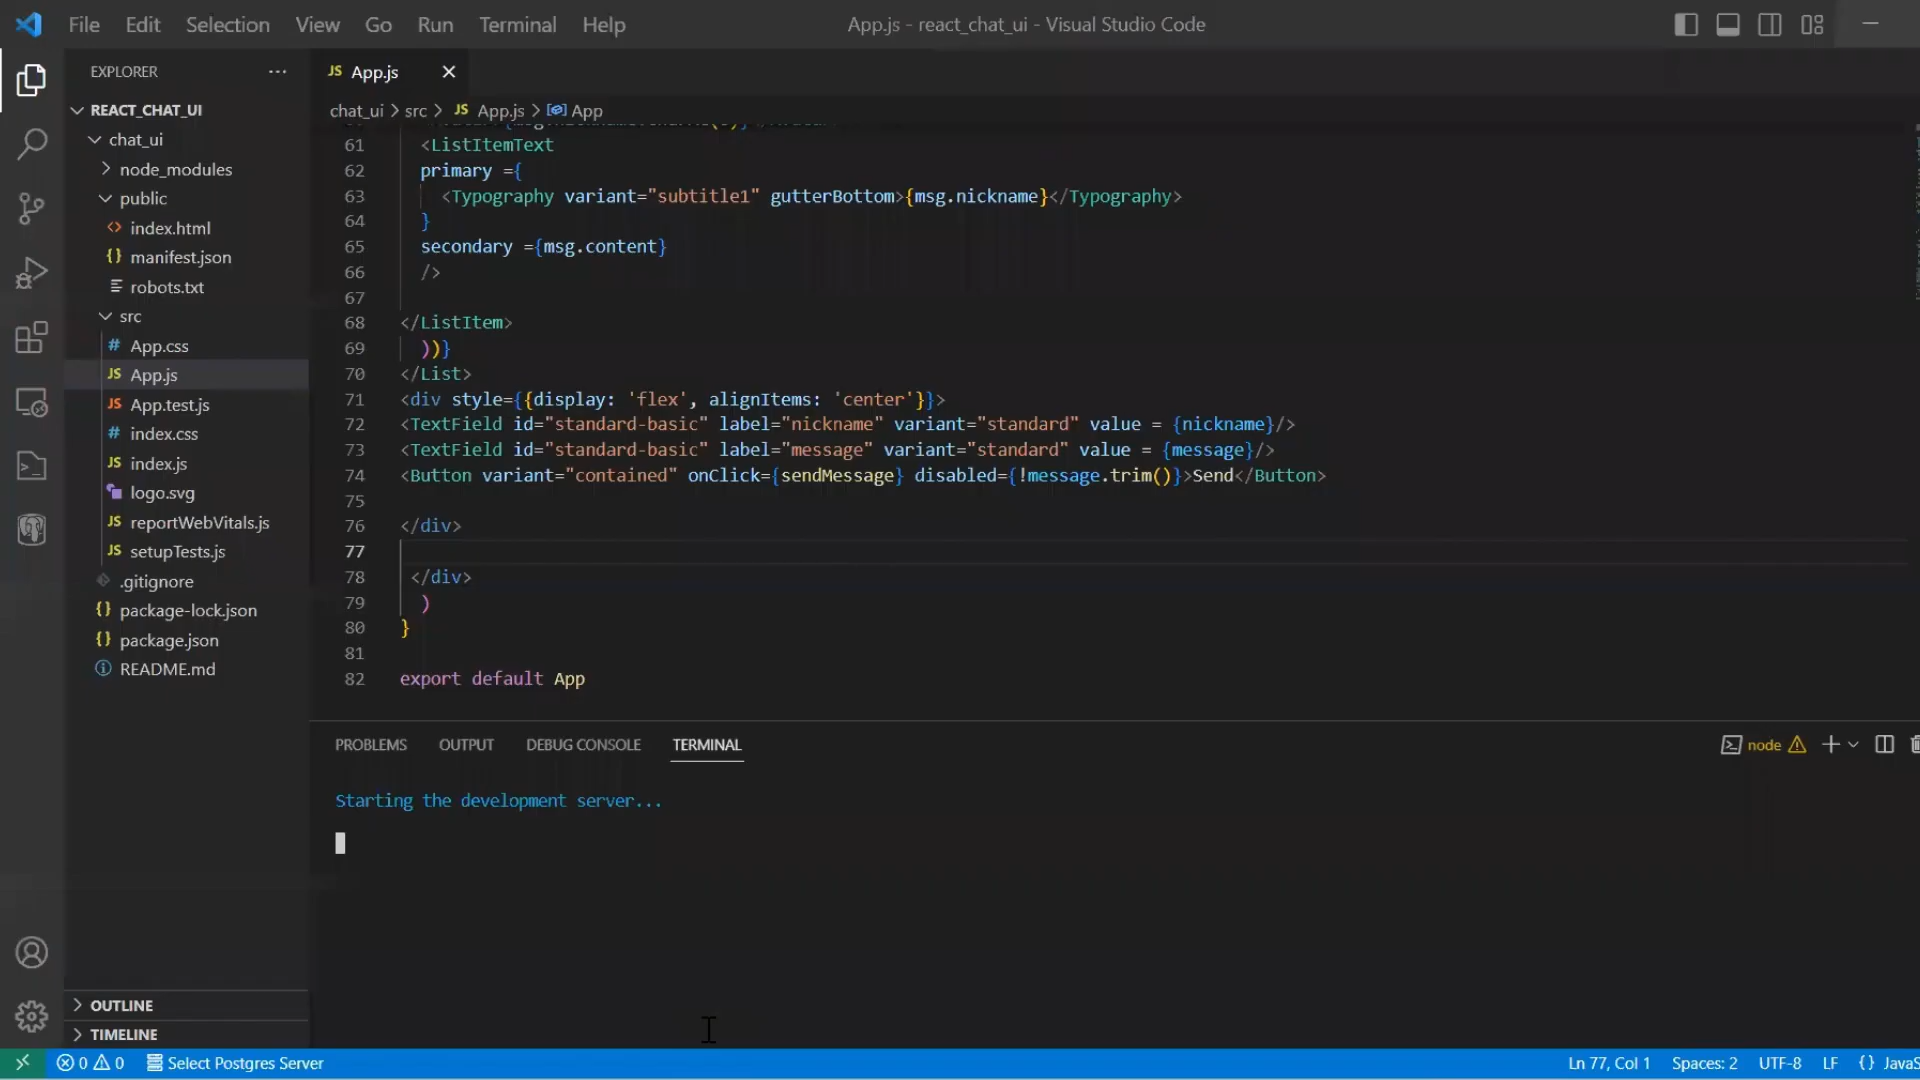 File Edit Selection View Go Run Terminal Help
App.js - react_chat_ui - Visual Studio Code
EXPLORER
REACT_CHAT_UI
chat_ui
node_modules
public
index.html
manifest.json
robots.txt
src
App.css
App.js
App.test.js
index.css
index.js
logo.svg
reportWebVitals.js
setupTests.js
.gitignore
package-lock.json
package.json
README.md
OUTLINE
TIMELINE
JS App.js
chat_ui > src > JS App.js > App
61 <ListItemText
62 primary ={
63 <Typography variant="subtitle1" gutterBottom>{msg.nickname}</Typography>
64 }
65 secondary ={msg.content}
66 />
67
68 </ListItem>
69 ))}
70 </List>
71 <div style={{display: 'flex', alignItems: 'center'}}>
72 <TextField id="standard-basic" label="nickname" variant="standard" value = {nickname}/>
73 <TextField id="standard-basic" label="message" variant="standard" value = {message}/>
74 <Button variant="contained" onClick={sendMessage} disabled={!message.trim()}>Send</Button>
75
76 </div>
77
78 </div>
79 )
80 }
81
82 export default App
PROBLEMS OUTPUT DEBUG CONSOLE TERMINAL
node
Starting the development server...
0 0 Select Postgres Server
Ln 77, Col 1 Spaces: 2 UTF-8 LF {} JavaS